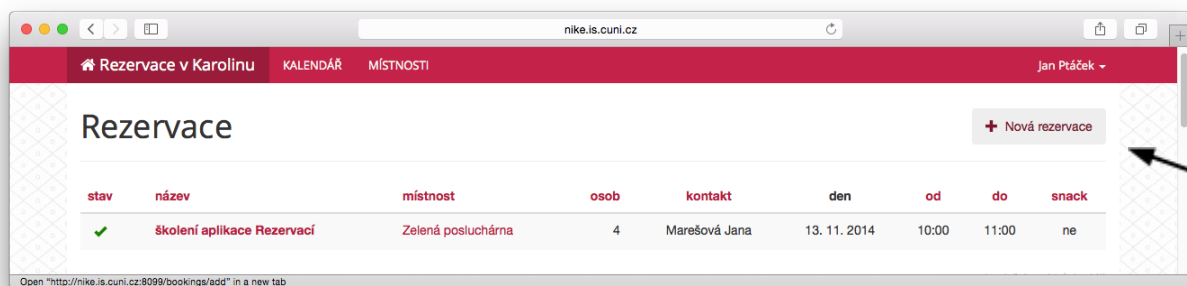 nike.is.cuni.cz
Rezervace v Karolinu KALENDÁŘ MÍSTNOSTI Jan Ptáček
Rezervace
+ Nová rezervace
stav název místnost osob kontakt den od do snack
školení aplikace Rezervací Zelená posluchárna 4 Marešová Jana 13. 11. 2014 10:00 11:00 ne
Open "http://nike.is.cuni.cz:8099/bookings/add" in a new tab